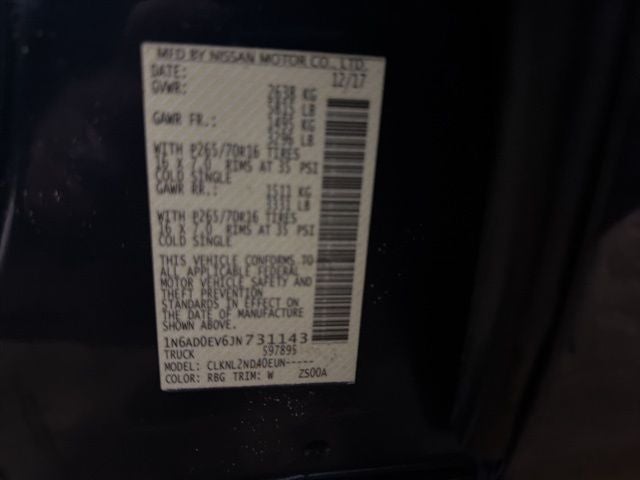 MFD BY NISSAN MOTOR CO., LTD.
DATE: 12/17
GVWR: 2638 KG
LB
GAWR FR.: KG
LB
WITH P265/70R16 TIRES
16 X 7.0 RIMS AT 35 PSI
COLD SINGLE
GAWR RR.: 1511 KG
3331 LB
WITH P265/70R16 TIRES
16 X 7.0 RIMS AT 35 PSI
COLD SINGLE
THIS VEHICLE CONFORMS TO
ALL APPLICABLE FEDERAL
MOTOR VEHICLE SAFETY AND
THEFT PREVENTION
STANDARDS IN EFFECT ON
THE DATE OF MANUFACTURE
SHOWN ABOVE.
1N6AD0EV6JN731143
TRUCK 597895
MODEL: CLKNL2NDA0EUN-----
COLOR: RBG TRIM: W ZS00A